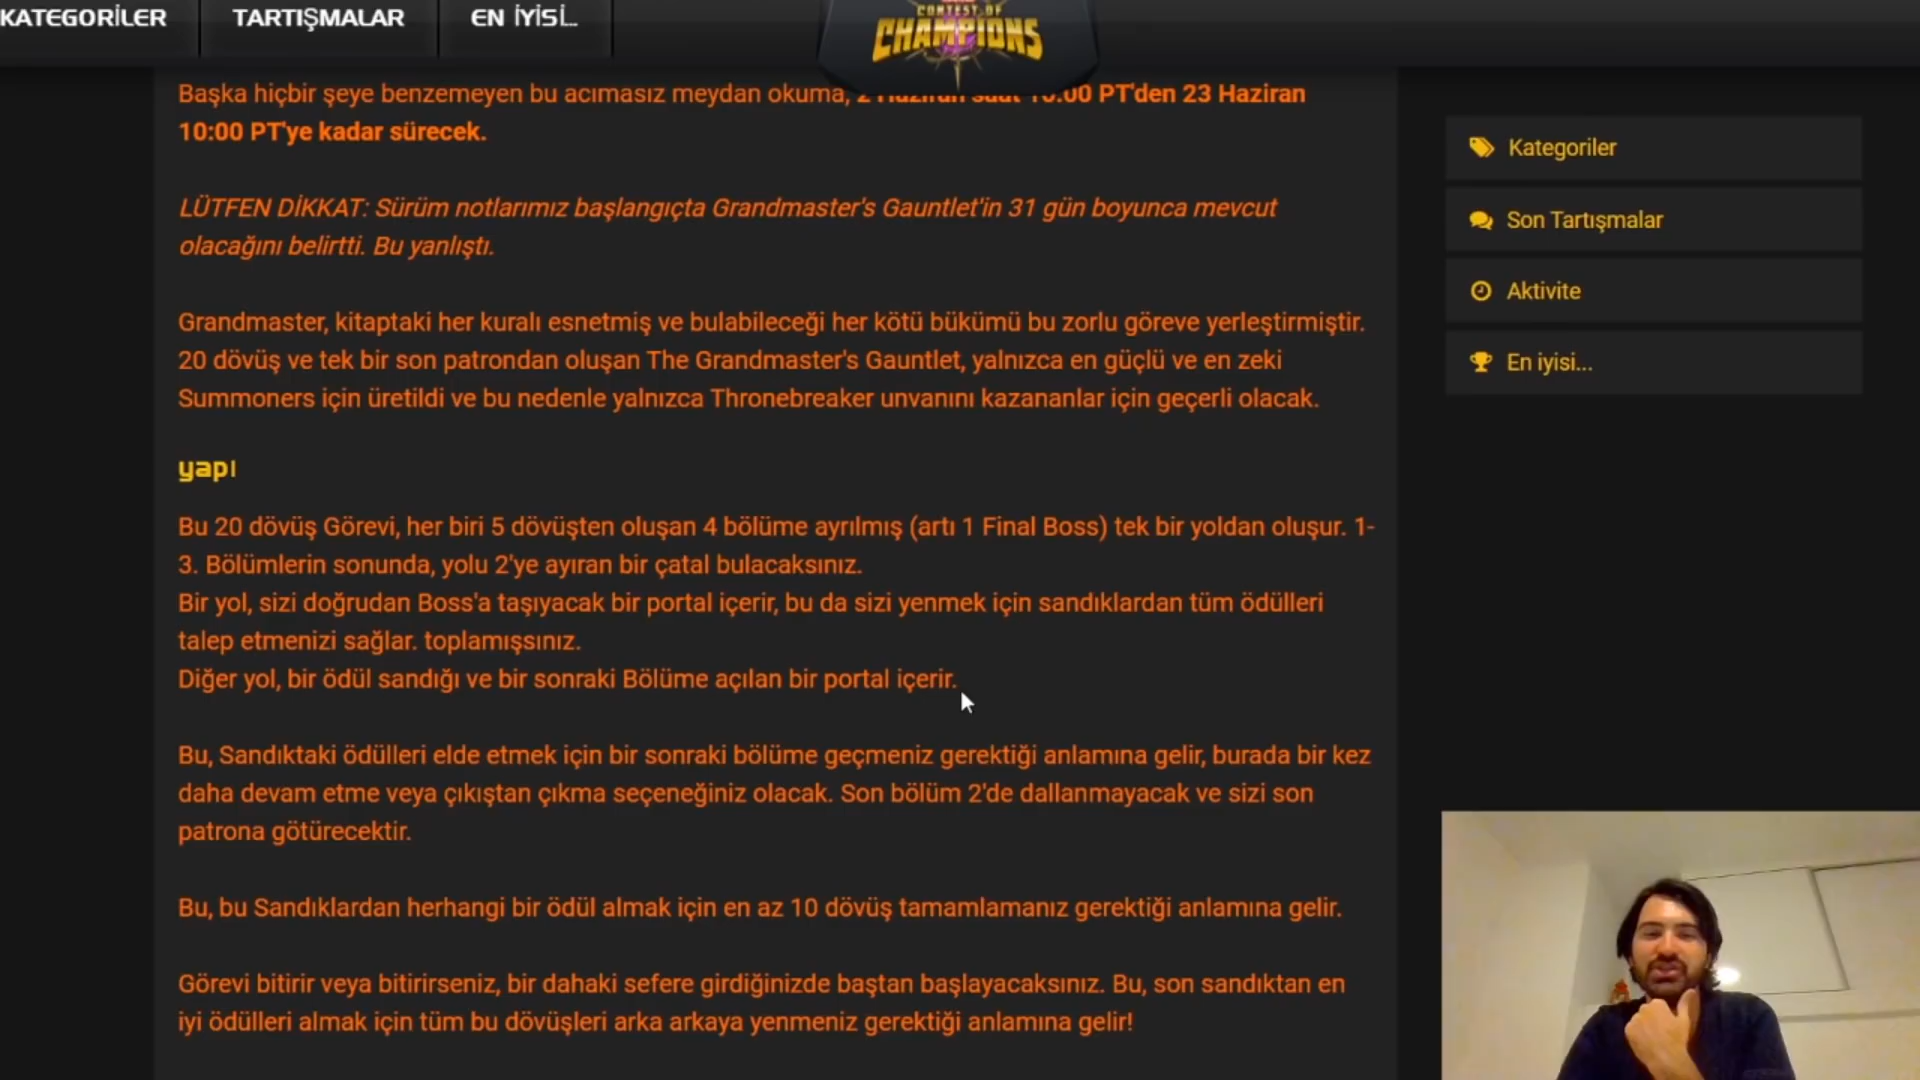 KATEGORİLER
TARTIŞMALAR
EN İYİSİ...
CONTEST OF
CHAMPIONS
Başka hiçbir şeye benzemeyen bu acımasız meydan okuma, 2 Haziran saat 10:00 PT'den 23 Haziran
10:00 PT'ye kadar sürecek.
LÜTFEN DİKKAT: Sürüm notlarımız başlangıçta Grandmaster's Gauntlet'in 31 gün boyunca mevcut
olacağını belirtti. Bu yanlıştı.
Grandmaster, kitaptaki her kuralı esnetmiş ve bulabileceği her kötü bükümü bu zorlu göreve yerleştirmiştir.
20 dövüş ve tek bir son patrondan oluşan The Grandmaster's Gauntlet, yalnızca en güçlü ve en zeki
Summoners için üretildi ve bu nedenle yalnızca Thronebreaker unvanını kazananlar için geçerli olacak.
yapı
Bu 20 dövüş Görevi, her biri 5 dövüşten oluşan 4 bölüme ayrılmış (artı 1 Final Boss) tek bir yoldan oluşur. 1-
3. Bölümlerin sonunda, yolu 2'ye ayıran bir çatal bulacaksınız.
Bir yol, sizi doğrudan Boss'a taşıyacak bir portal içerir, bu da sizi yenmek için sandıklardan tüm ödülleri
talep etmenizi sağlar. toplamışsınız.
Diğer yol, bir ödül sandığı ve bir sonraki Bölüme açılan bir portal içerir.
Bu, Sandıktaki ödülleri elde etmek için bir sonraki bölüme geçmeniz gerektiği anlamına gelir, burada bir kez
daha devam etme veya çıkıştan çıkma seçeneğiniz olacak. Son bölüm 2'de dallanmayacak ve sizi son
patrona götürecektir.
Bu, bu Sandıklardan herhangi bir ödül almak için en az 10 dövüş tamamlamanız gerektiği anlamına gelir.
Görevi bitirir veya bitirirseniz, bir dahaki sefere girdiğinizde baştan başlayacaksınız. Bu, son sandıktan en
iyi ödülleri almak için tüm bu dövüşleri arka arkaya yenmeniz gerektiği anlamına gelir!
Kategoriler
Son Tartışmalar
Aktivite
En iyisi...